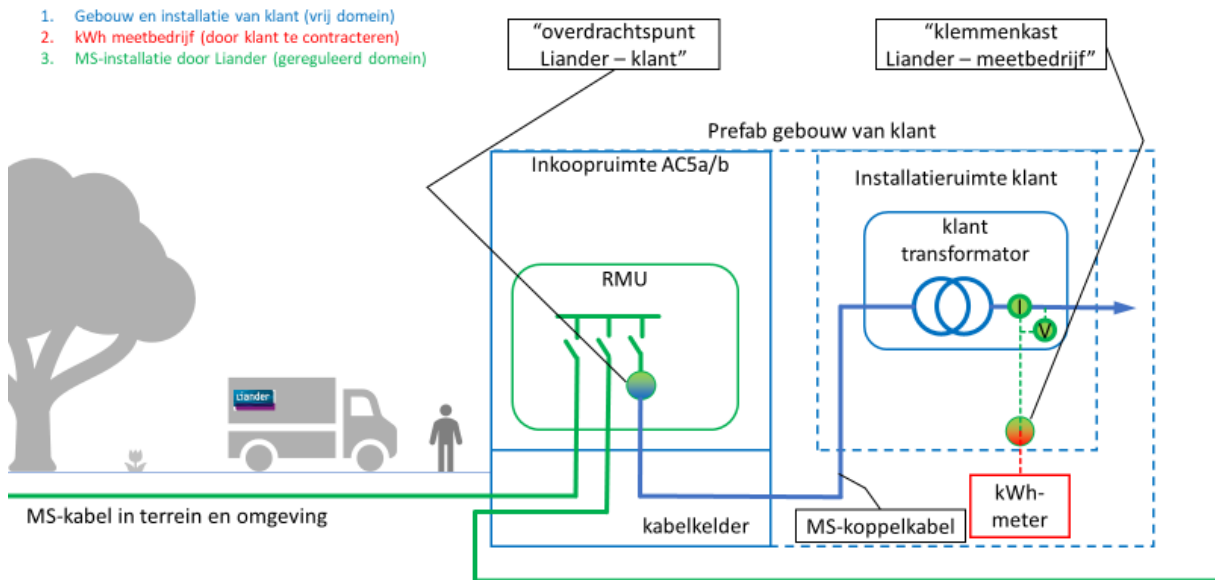 1. Gebouw en installatie van klant (vrij domein)
2. kWh meetbedrijf (door klant te contracteren)
3. MS-installatie door Liander (gereguleerd domein)
“overdrachtspunt
Liander – klant”
“klemmenkast
Liander – meetbedrijf”
Prefab gebouw van klant
Inkoopruimte AC5a/b
Installatieruimte klant
klant
transformator
RMU
I
V
Liander
kWh-
meter
MS-kabel in terrein en omgeving
kabelkelder
MS-koppelkabel